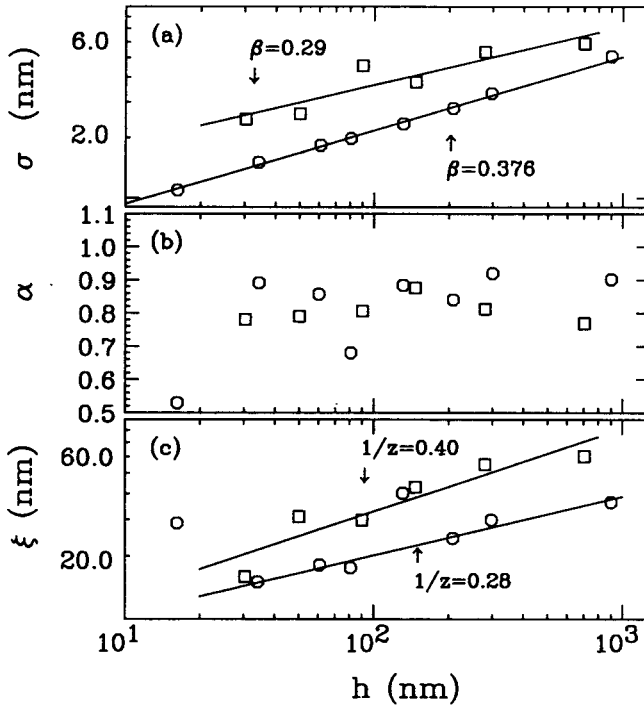 6.0
(a)
β=0.29
σ (nm)
2.0
β=0.376
1.1
(b)
1.0
0.9
α
0.8
0.7
0.6
0.5
(c)
1/z=0.40
60.0
ξ (nm)
20.0
1/z=0.28
10¹ 10² 10³
h (nm)